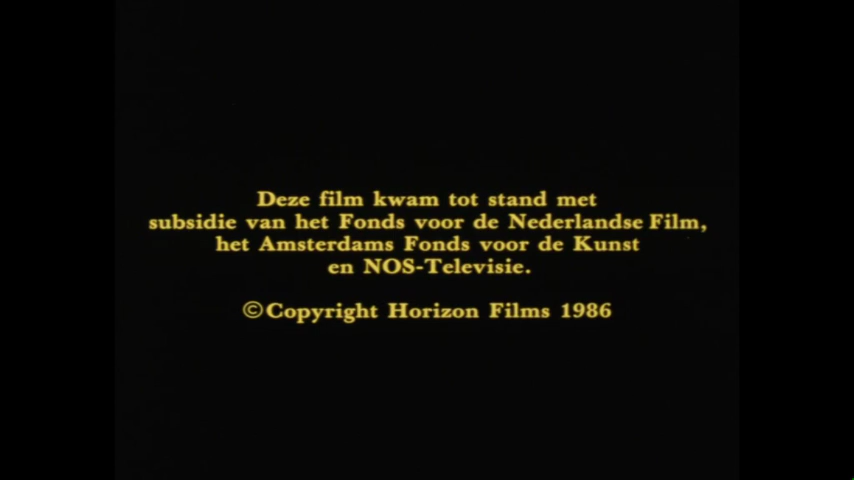 Deze film kwam tot stand met
subsidie van het Fonds voor de Nederlandse Film,
het Amsterdams Fonds voor de Kunst
en NOS-Televisie.
©Copyright Horizon Films 1986